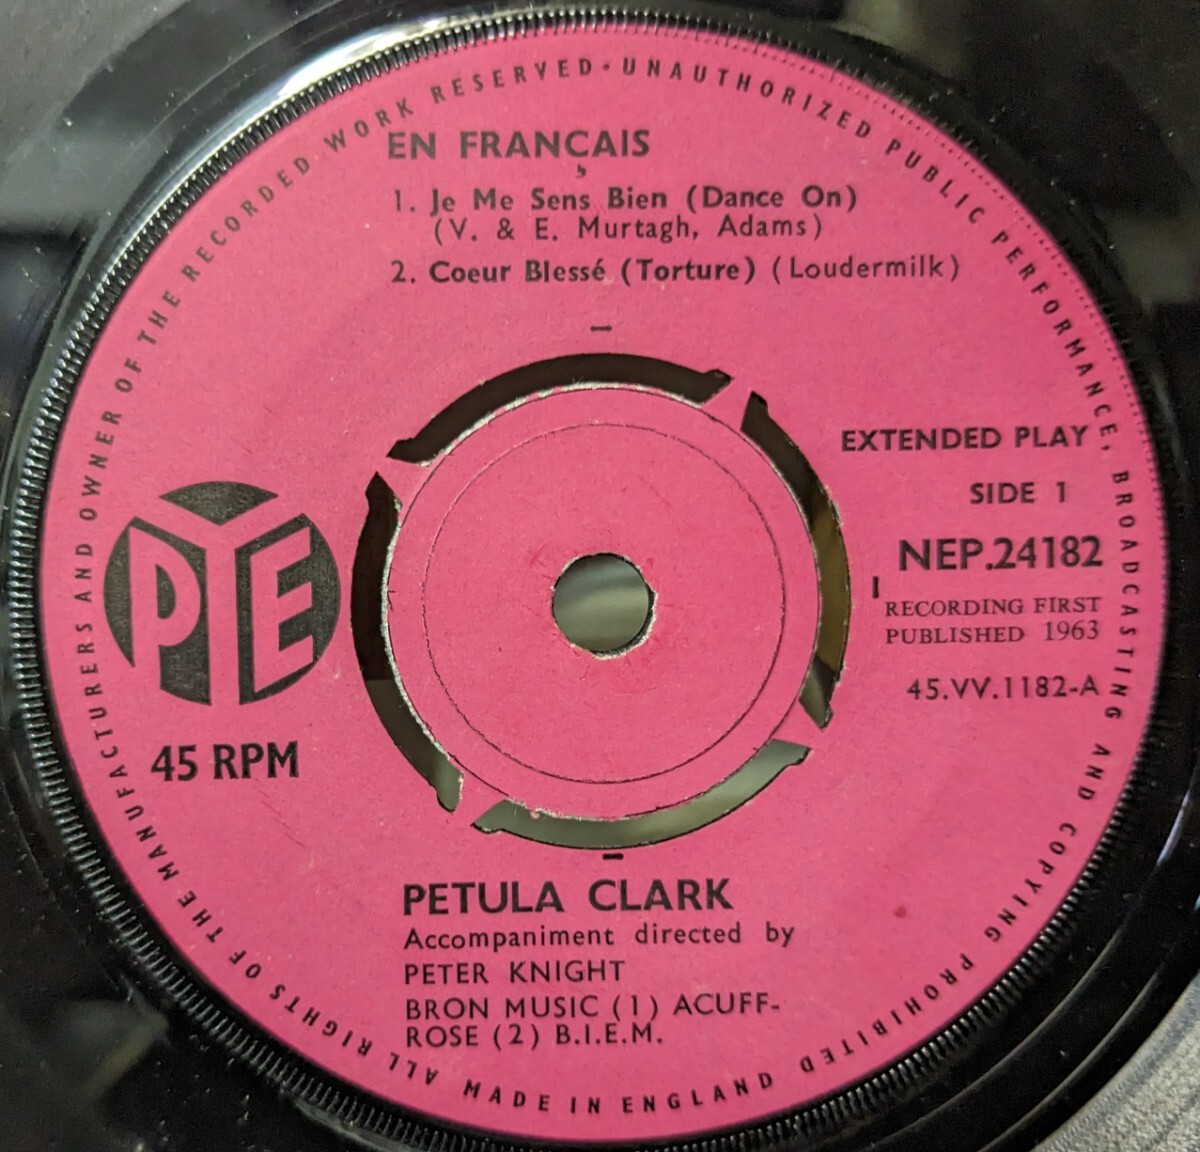 EN FRANÇAIS
1. Je Me Sens Bien (Dance On)
(V. & E. Murtagh, Adams)
2. Coeur Blessé (Torture) (Loudermilk)
EXTENDED PLAY
SIDE 1
NEP.24182
RECORDING FIRST
PUBLISHED 1963
45.VV.1182-A
PYE
45 RPM
PETULA CLARK
Accompaniment directed by
PETER KNIGHT
BRON MUSIC (1) ACUFF-
ROSE (2) B.I.E.M.
ALL RIGHTS OF THE MANUFACTURERS AND OWNER OF THE RECORDED WORK RESERVED · UNAUTHORIZED PUBLIC PERFORMANCE, BROADCASTING AND COPYING PROHIBITED
MADE IN ENGLAND